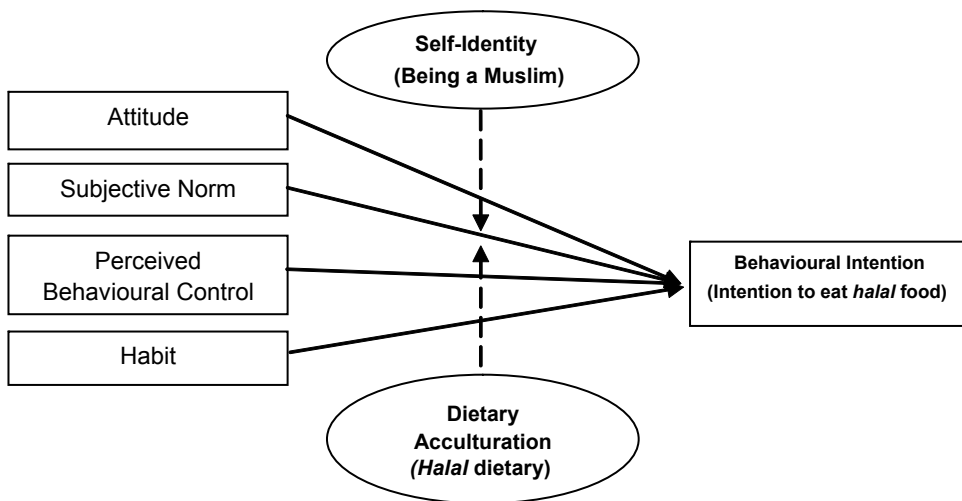 Self-Identity
(Being a Muslim)
Attitude
Subjective Norm
Perceived
Behavioural Control
Habit
Behavioural Intention
(Intention to eat halal food)
Dietary
Acculturation
(Halal dietary)